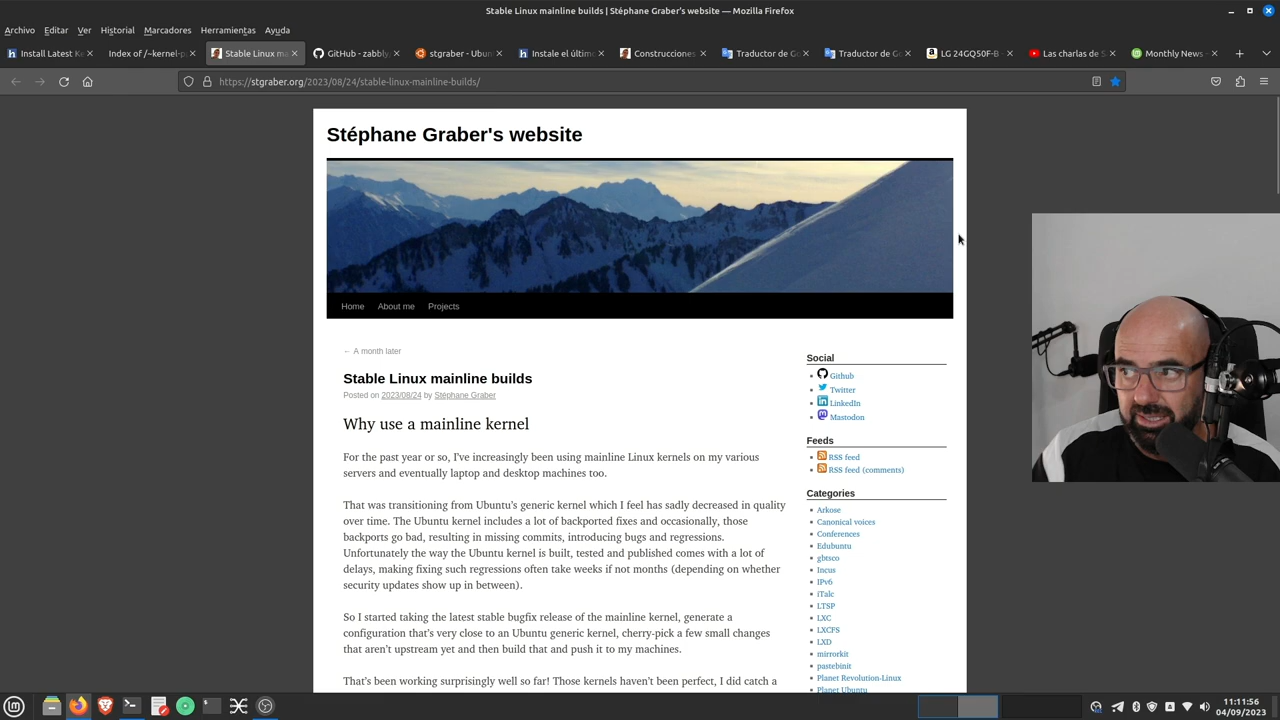 Stable Linux mainline builds | Stéphane Graber's website — Mozilla Firefox
Archivo Editar Ver Historial Marcadores Herramientas Ayuda
Install Latest Ke
Index of /~kernel-p
Stable Linux ma
GitHub - zabbly,
stgraber - Ubun
Instale el último
Construcciones
Traductor de Go
Traductor de Go
LG 24GQ50F-B -
Las charlas de S
Monthly News –
https://stgraber.org/2023/08/24/stable-linux-mainline-builds/
Stéphane Graber's website
Home About me Projects
← A month later
Stable Linux mainline builds
Posted on 2023/08/24 by Stéphane Graber
Why use a mainline kernel
For the past year or so, I've increasingly been using mainline Linux kernels on my various
servers and eventually laptop and desktop machines too.
That was transitioning from Ubuntu's generic kernel which I feel has sadly decreased in quality
over time. The Ubuntu kernel includes a lot of backported fixes and occasionally, those
backports go bad, resulting in missing commits, introducing bugs and regressions.
Unfortunately the way the Ubuntu kernel is built, tested and published comes with a lot of
delays, making fixing such regressions often take weeks if not months (depending on whether
security updates show up in between).
So I started taking the latest stable bugfix release of the mainline kernel, generate a
configuration that's very close to an Ubuntu generic kernel, cherry-pick a few small changes
that aren't upstream yet and then build that and push it to my machines.
That's been working surprisingly well so far! Those kernels haven't been perfect, I did catch a
Social
Github
Twitter
LinkedIn
Mastodon
Feeds
RSS feed
RSS feed (comments)
Categories
Arkose
Canonical voices
Conferences
Edubuntu
gbtsco
Incus
IPv6
iTalc
LTSP
LXC
LXCFS
LXD
mirrorkit
pastebinit
Planet Revolution-Linux
Planet Ubuntu
11:11:56
04/09/2023